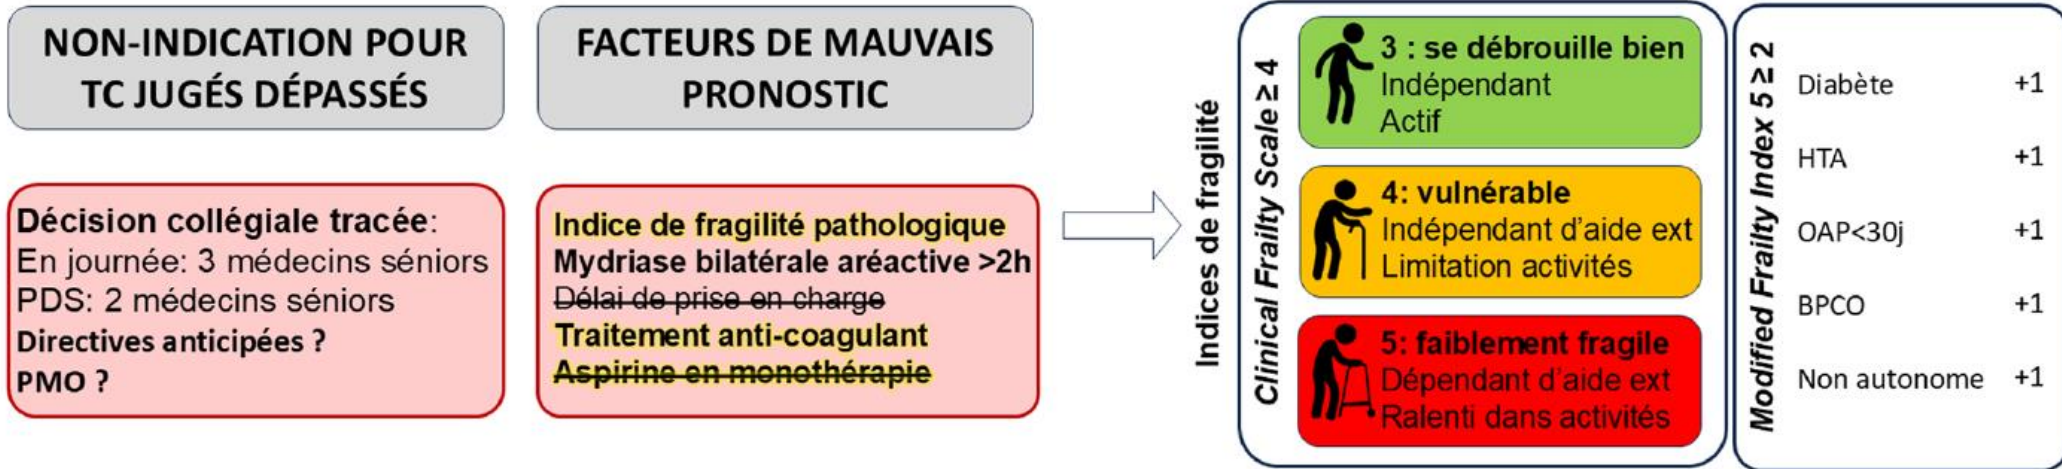 NON-INDICATION POUR
TC JUGÉS DÉPASSÉS
Décision collégiale tracée:
En journée: 3 médecins séniors
PDS: 2 médecins séniors
Directives anticipées ?
PMO ?
FACTEURS DE MAUVAIS
PRONOSTIC
Indice de fragilité pathologique
Mydriase bilatérale aréactive >2h
Délai de prise en charge
Traitement anti-coagulant
Aspirine en monothérapie
Indices de fragilité
Clinical Frailty Scale ≥ 4
3 : se débrouille bien
Indépendant
Actif
4: vulnérable
Indépendant d'aide ext
Limitation activités
5: faiblement fragile
Dépendant d'aide ext
Ralenti dans activités
Modified Frailty Index 5 ≥ 2
Diabète +1
HTA +1
OAP<30j +1
BPCO +1
Non autonome +1